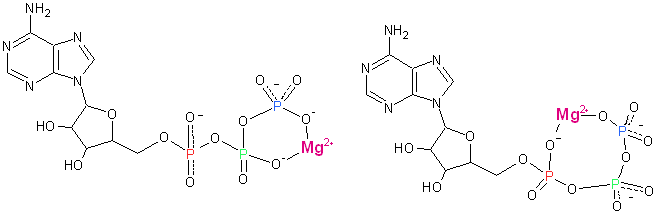 NH₂
O O⁻
N N
N N
P
O O⁻ O O⁻
HO
O O P P Mg²⁺
HO O⁻
O O
NH₂
N N
N N
Mg²⁺ O O⁻
O P O
HO O O⁻
O
HO P P O
O O O⁻